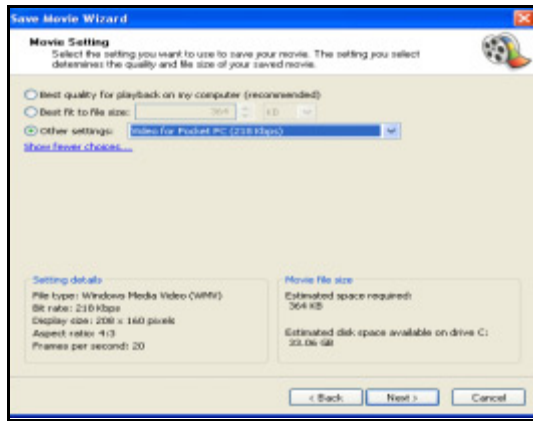 Save Movie Wizard
Movie Setting
Select the setting you want to use to save your movie. The setting you select
determines the quality and file size of your saved movie.
Best quality for playback on my computer (recommended)
Best fit to file size: 364 KB
Other settings: Video for Pocket PC (218 Kbps)
Show fewer choices...
Setting details
File type: Windows Media Video (WMV)
Bit rate: 218 Kbps
Display size: 208 x 160 pixels
Aspect ratio: 4:3
Frames per second: 20
Movie file size
Estimated space required:
364 KB
Estimated disk space available on drive C:
33.06 GB
< Back Next > Cancel